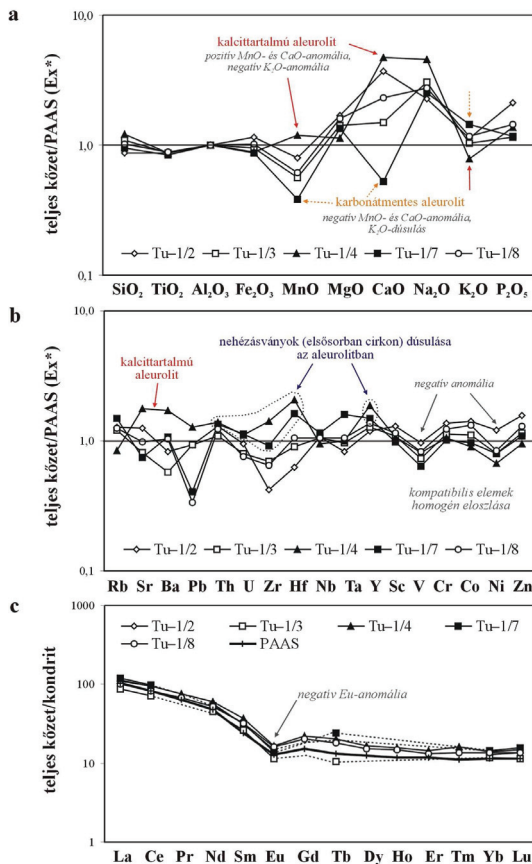 a
teljes kőzet/PAAS (Ex*)
10,0
1,0
0,1
kalcittartalmú aleurolit
pozitív MnO- és CaO-anomália,
negatív K₂O-anomália
karbonátmentes aleurolit
negatív MnO- és CaO-anomália,
K₂O-dúsulás
Tu–1/2 Tu–1/3 Tu–1/4 Tu–1/7 Tu–1/8
SiO₂ TiO₂ Al₂O₃ Fe₂O₃ MnO MgO CaO Na₂O K₂O P₂O₅
b
teljes kőzet/PAAS (Ex*)
10,0
1,0
0,1
kalcittartalmú
aleurolit
nehézásványok (elsősorban cirkon) dúsulása
az aleurolitban
negatív anomália
kompatibilis elemek
homogén eloszlása
Tu–1/2 Tu–1/3 Tu–1/4 Tu–1/7 Tu–1/8
Rb Sr Ba Pb Th U Zr Hf Nb Ta Y Sc V Cr Co Ni Zn
c
teljes kőzet/kondrit
1000
100
10
1
Tu–1/2 Tu–1/3 Tu–1/4 Tu–1/7
Tu–1/8 PAAS
negatív Eu-anomália
La Ce Pr Nd Sm Eu Gd Tb Dy Ho Er Tm Yb Lu